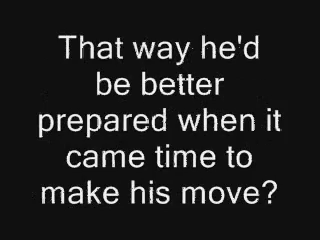 That way he'd
be better
prepared when it
came time to
make his move?